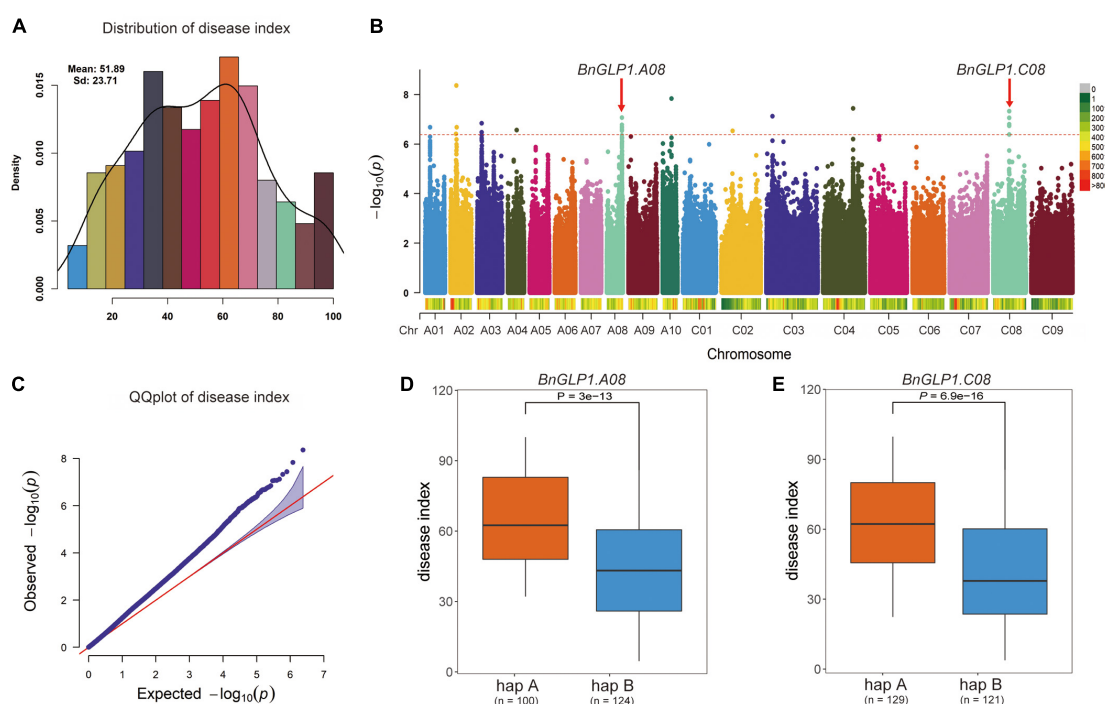 A
Distribution of disease index
Mean: 51.89
Sd: 23.71
Density
0.000
0.005
0.010
0.015
20 40 60 80 100
B
BnGLP1.A08
BnGLP1.C08
−log10(p)
8
6
4
2
0
0
1
100
200
300
400
500
600
700
800
>80
Chr A01 A02 A03 A04 A05 A06 A07 A08 A09 A10 C01 C02 C03 C04 C05 C06 C07 C08 C09
Chromosome
C
QQplot of disease index
Observed −log10(p)
8
6
4
2
0
0 1 2 3 4 5 6 7
Expected −log10(p)
D
BnGLP1.A08
P = 3e−13
disease index
120
90
60
30
0
hap A hap B
(n = 100) (n = 124)
E
BnGLP1.C08
P = 6.9e−16
disease index
120
90
60
30
0
hap A hap B
(n = 129) (n = 121)